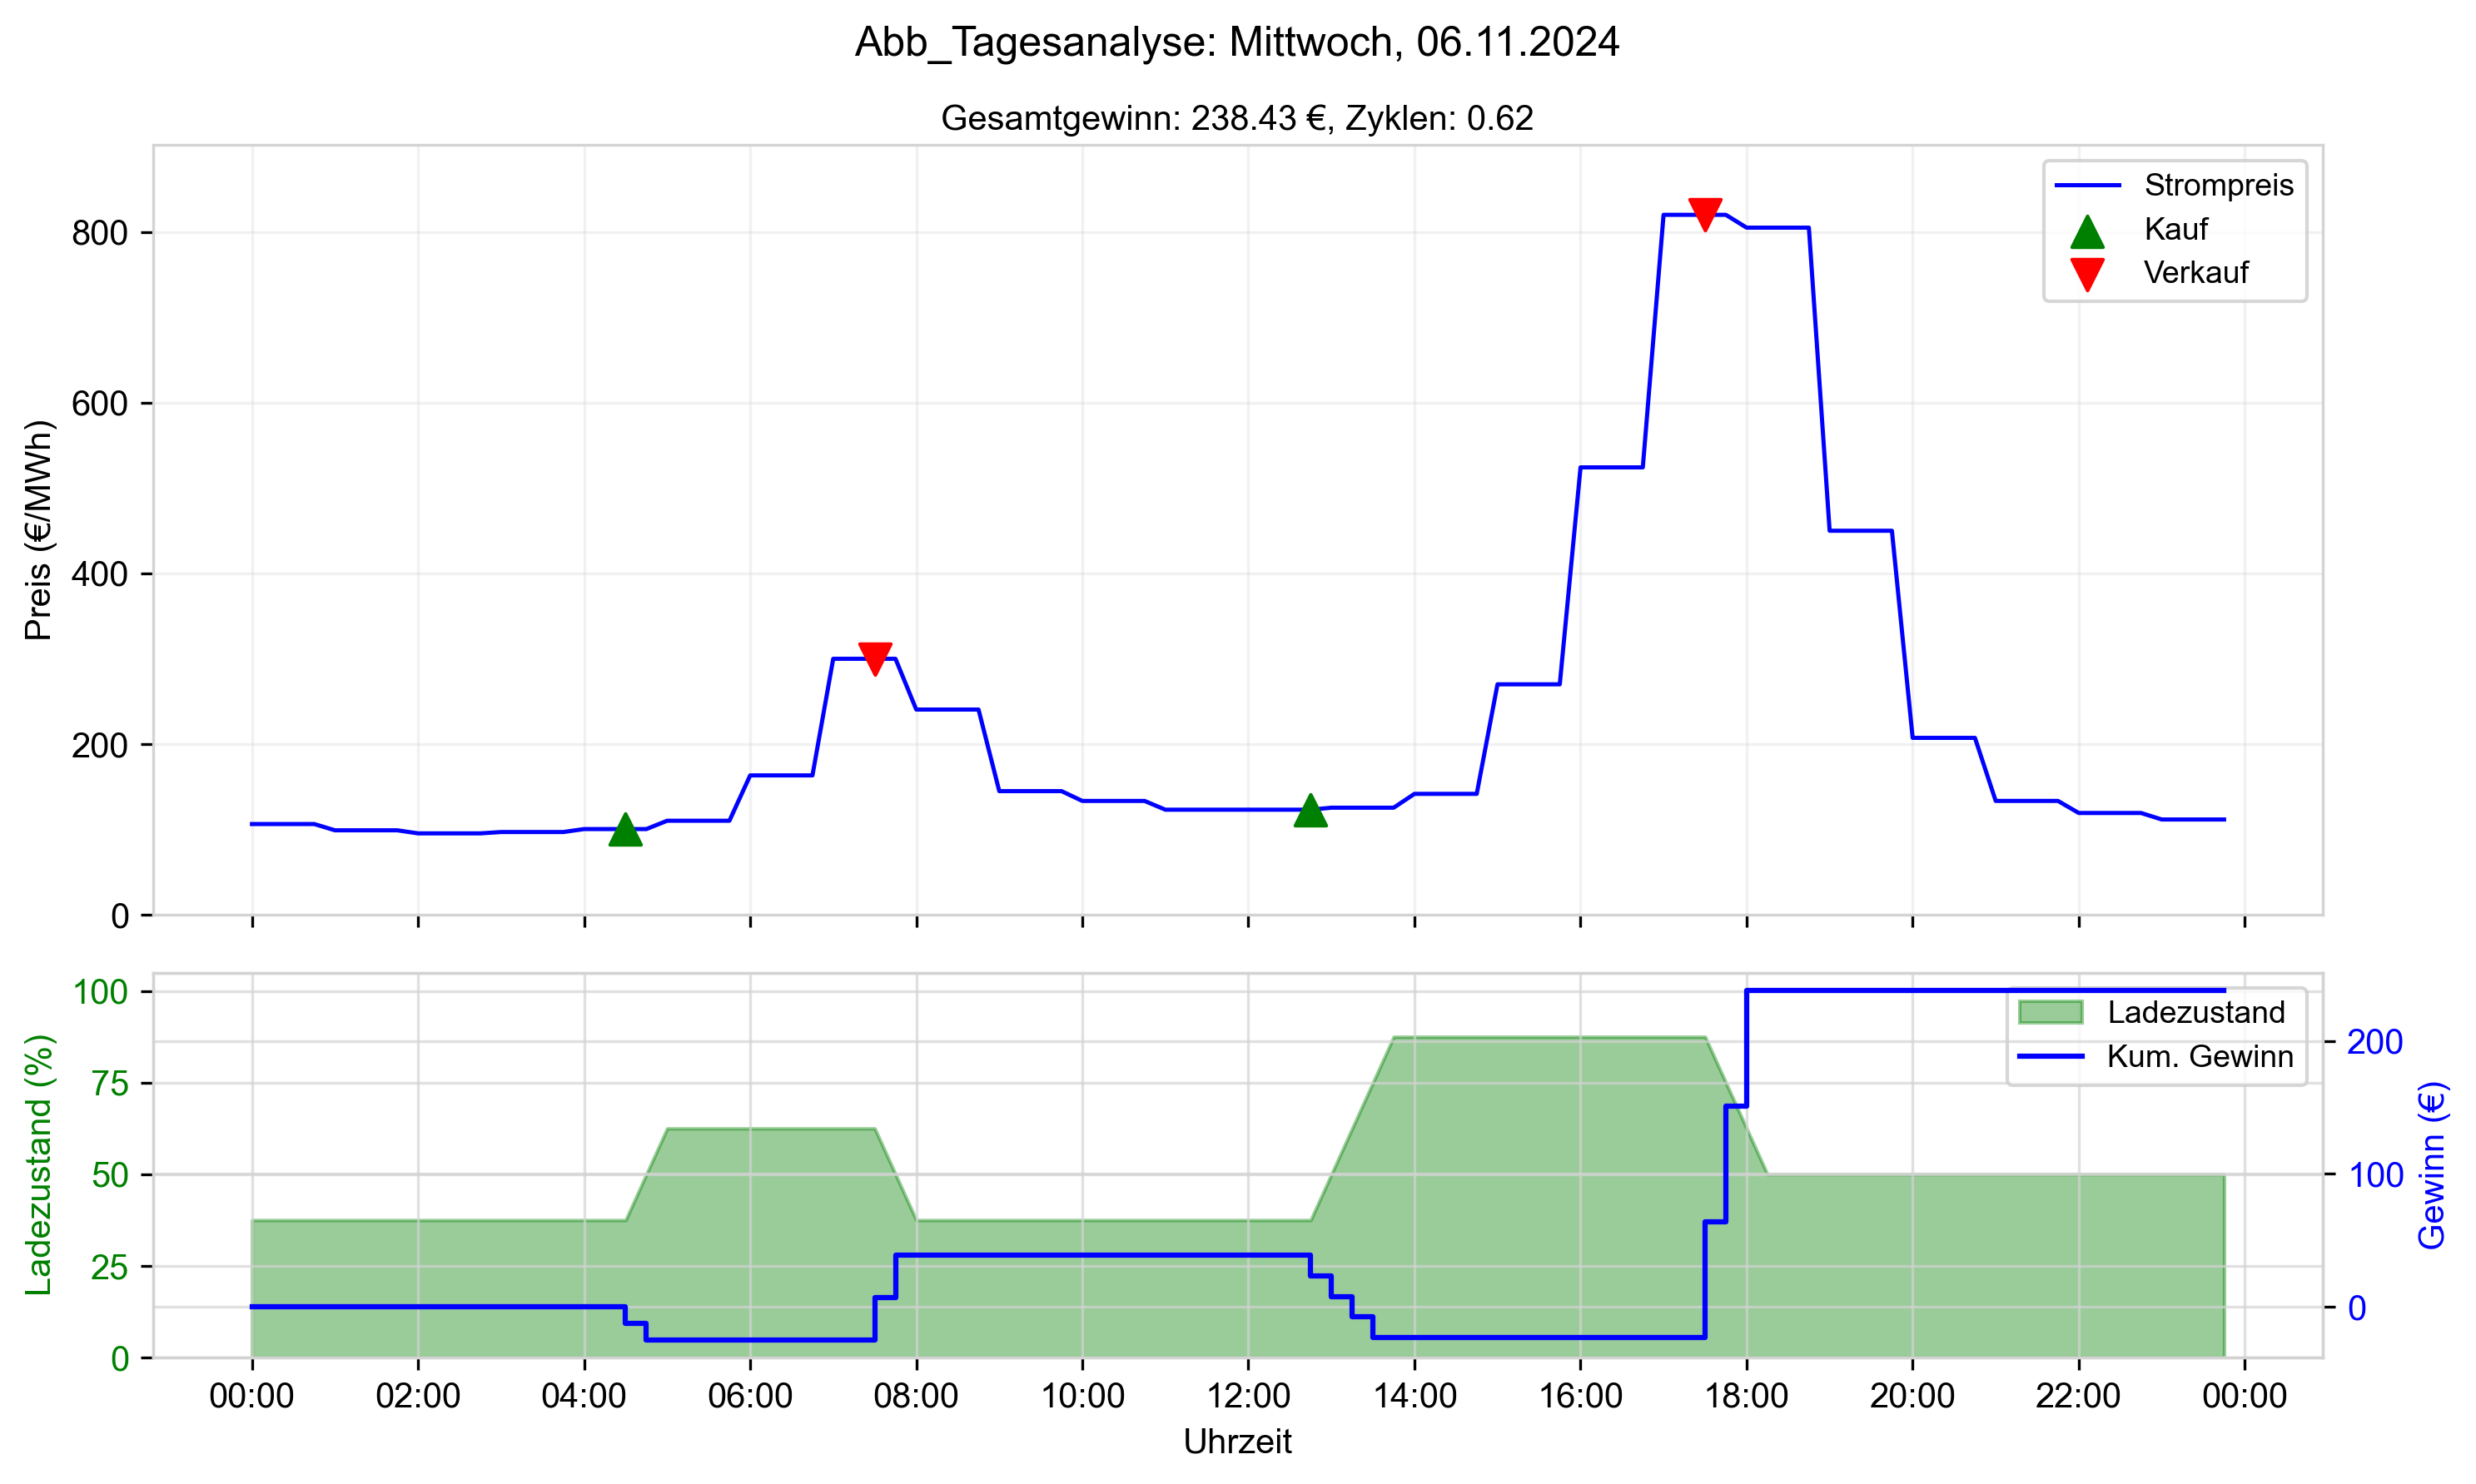 Abb_Tagesanalyse: Mittwoch, 06.11.2024
Gesamtgewinn: 238.43 €, Zyklen: 0.62
Preis (€/MWh)
800
600
400
200
0
Strompreis
Kauf
Verkauf
Ladezustand (%)
100
75
50
25
0
Ladezustand
Kum. Gewinn
200
100
0
Gewinn (€)
00:00 02:00 04:00 06:00 08:00 10:00 12:00 14:00 16:00 18:00 20:00 22:00 00:00
Uhrzeit